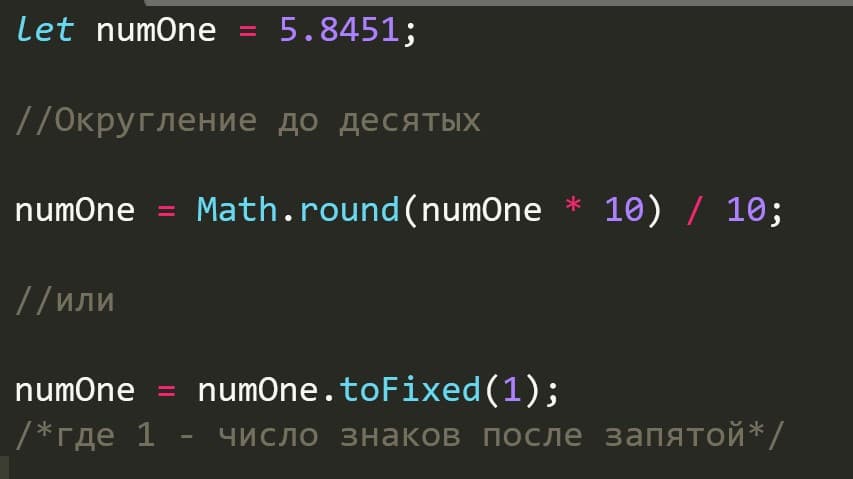 let numOne = 5.8451;
//Округление до десятых
numOne = Math.round(numOne * 10) / 10;
//или
numOne = numOne.toFixed(1);
/*где 1 - число знаков после запятой*/